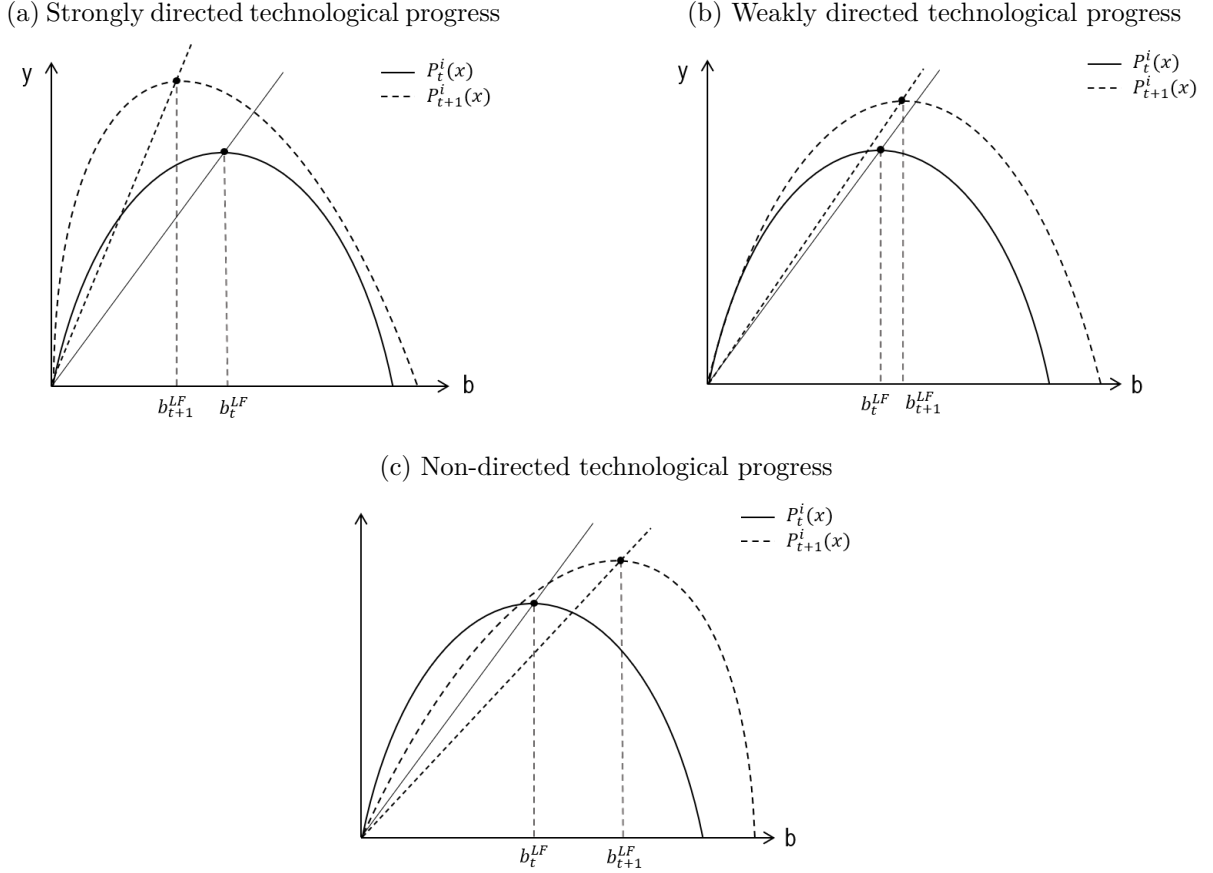 (a) Strongly directed technological progress
y
P_t^i(x)
P_{t+1}^i(x)
b_{t+1}^{LF} b_t^{LF}
b
(b) Weakly directed technological progress
y
P_t^i(x)
P_{t+1}^i(x)
b_t^{LF} b_{t+1}^{LF}
b
(c) Non-directed technological progress
P_t^i(x)
P_{t+1}^i(x)
b_t^{LF} b_{t+1}^{LF}
b